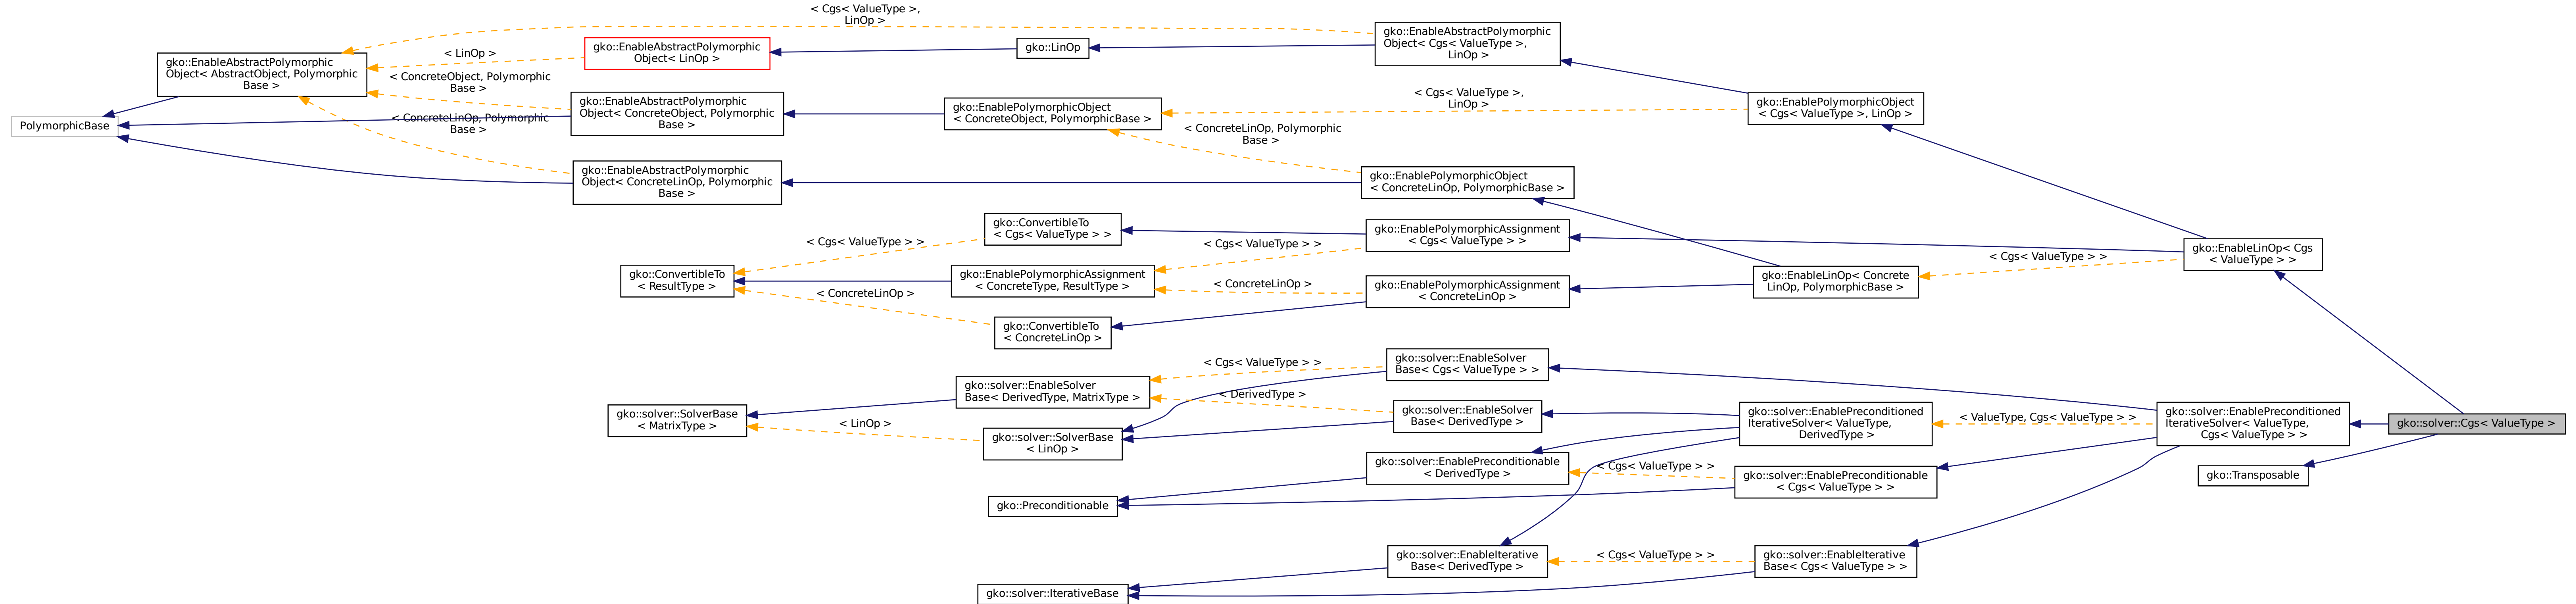 PolymorphicBase
gko::EnableAbstractPolymorphic
Object< AbstractObject, Polymorphic
Base >
< Cgs< ValueType >,
LinOp >
< LinOp >
< ConcreteObject, Polymorphic
Base >
< ConcreteLinOp, Polymorphic
Base >
gko::EnableAbstractPolymorphic
Object< LinOp >
gko::EnableAbstractPolymorphic
Object< ConcreteObject, Polymorphic
Base >
gko::EnableAbstractPolymorphic
Object< ConcreteLinOp, Polymorphic
Base >
gko::LinOp
gko::EnablePolymorphicObject
< ConcreteObject, PolymorphicBase >
gko::EnableAbstractPolymorphic
Object< Cgs< ValueType >,
LinOp >
< Cgs< ValueType >,
LinOp >
< ConcreteLinOp, Polymorphic
Base >
gko::EnablePolymorphicObject
< ConcreteLinOp, PolymorphicBase >
gko::EnablePolymorphicObject
< Cgs< ValueType >, LinOp >
gko::ConvertibleTo
< ResultType >
< Cgs< ValueType > >
< ConcreteLinOp >
gko::ConvertibleTo
< Cgs< ValueType > >
gko::EnablePolymorphicAssignment
< ConcreteType, ResultType >
gko::ConvertibleTo
< ConcreteLinOp >
< Cgs< ValueType > >
< ConcreteLinOp >
gko::EnablePolymorphicAssignment
< Cgs< ValueType > >
gko::EnablePolymorphicAssignment
< ConcreteLinOp >
gko::EnableLinOp< Concrete
LinOp, PolymorphicBase >
< Cgs< ValueType > >
gko::EnableLinOp< Cgs
< ValueType > >
gko::solver::SolverBase
< MatrixType >
< LinOp >
gko::solver::EnableSolver
Base< DerivedType, MatrixType >
gko::solver::SolverBase
< LinOp >
< Cgs< ValueType > >
< DerivedType >
gko::solver::EnableSolver
Base< Cgs< ValueType > >
gko::solver::EnableSolver
Base< DerivedType >
gko::solver::EnablePreconditioned
IterativeSolver< ValueType,
DerivedType >
< ValueType, Cgs< ValueType > >
gko::solver::EnablePreconditioned
IterativeSolver< ValueType,
Cgs< ValueType > >
gko::solver::Cgs< ValueType >
gko::Transposable
gko::Preconditionable
gko::solver::EnablePreconditionable
< DerivedType >
< Cgs< ValueType > >
gko::solver::EnablePreconditionable
< Cgs< ValueType > >
gko::solver::IterativeBase
gko::solver::EnableIterative
Base< DerivedType >
< Cgs< ValueType > >
gko::solver::EnableIterative
Base< Cgs< ValueType > >